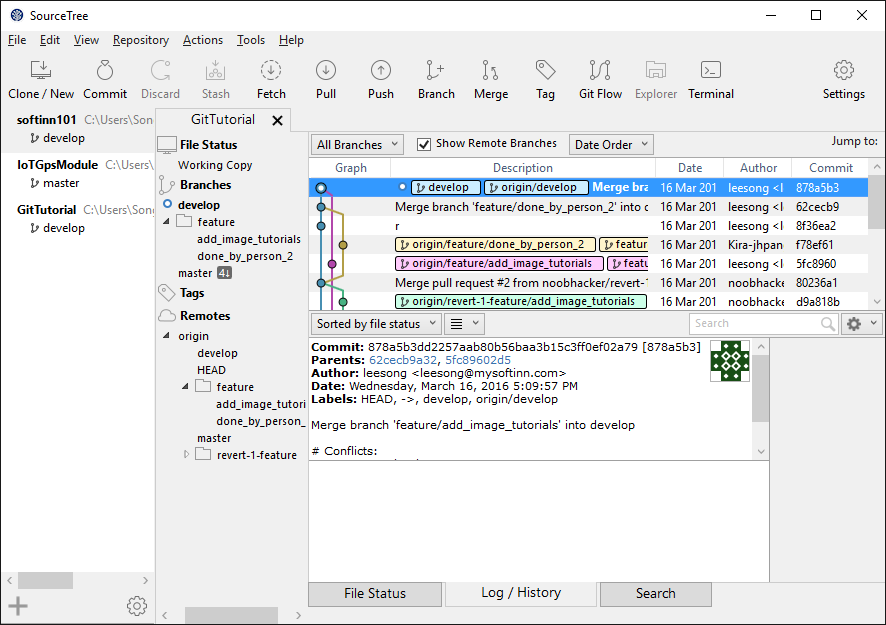 SourceTree
File Edit View Repository Actions Tools Help
Clone / New Commit Discard Stash Fetch Pull Push Branch Merge Tag Git Flow Explorer Terminal Settings
softinn101 C:\Users\Son
develop
IoTGpsModule C:\Users\
master
GitTutorial C:\Users\Song
develop
GitTutorial
File Status
Working Copy
Branches
develop
feature
add_image_tutorials
done_by_person_2
master 4↓
Tags
Remotes
origin
develop
HEAD
feature
add_image_tutori
done_by_person_
master
revert-1-feature
All Branches Show Remote Branches Date Order Jump to:
Graph Description Date Author Commit
develop origin/develop Merge bra 16 Mar 201 leesong <l 878a5b3
Merge branch 'feature/done_by_person_2' into d 16 Mar 201 leesong <l 62cecb9
r 16 Mar 201 leesong <l 8f36ea2
origin/feature/done_by_person_2 featur 16 Mar 201 Kira-jhpan f78ef61
origin/feature/add_image_tutorials featu 16 Mar 201 leesong <l 5fc8960
Merge pull request #2 from noobhacker/revert-1 16 Mar 201 noobhacke 80236a1
origin/revert-1-feature/add_image_tutorials 16 Mar 201 noobhacke d9a818b
Sorted by file status Search
Commit: 878a5b3dd2257aab80b56baa3b15c3ff0ef02a79 [878a5b3]
Parents: 62cecb9a32, 5fc89602d5
Author: leesong <leesong@mysoftinn.com>
Date: Wednesday, March 16, 2016 5:09:57 PM
Labels: HEAD, ->, develop, origin/develop
Merge branch 'feature/add_image_tutorials' into develop
# Conflicts:
File Status Log / History Search